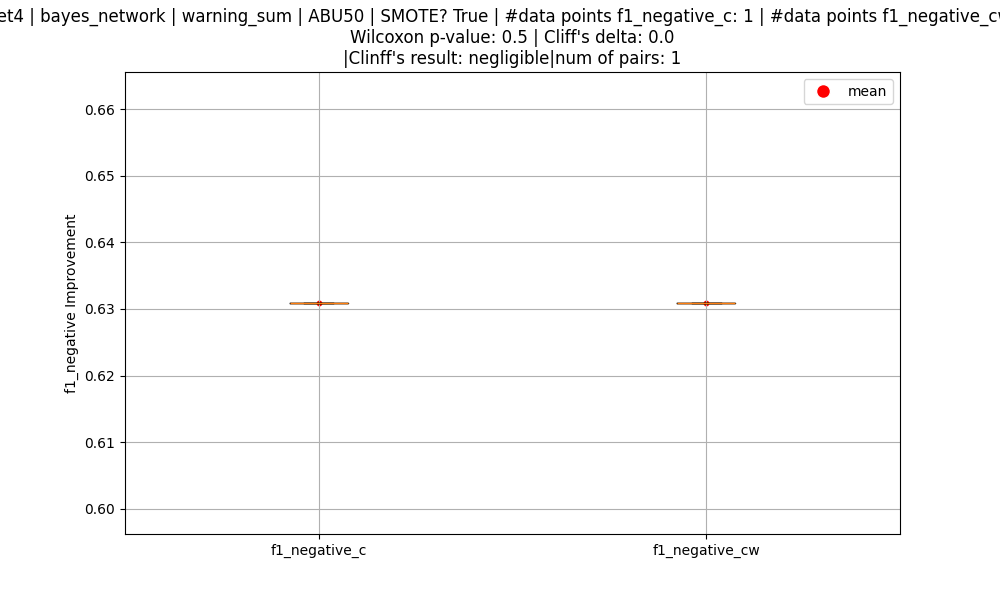 | bayes_network | warning_sum | ABU50 | SMOTE? True | #data points f1_negative_c: 1 | #data points
Wilcoxon p-value: 0.5 | Cliff's delta: 0.0
|Clinff's result: negligible|num of pairs: 1
mean
0.66
0.65
0.64
0.63
0.62
0.61
0.60
f1_negative Improvement
f1_negative_c
f1_negative_cw